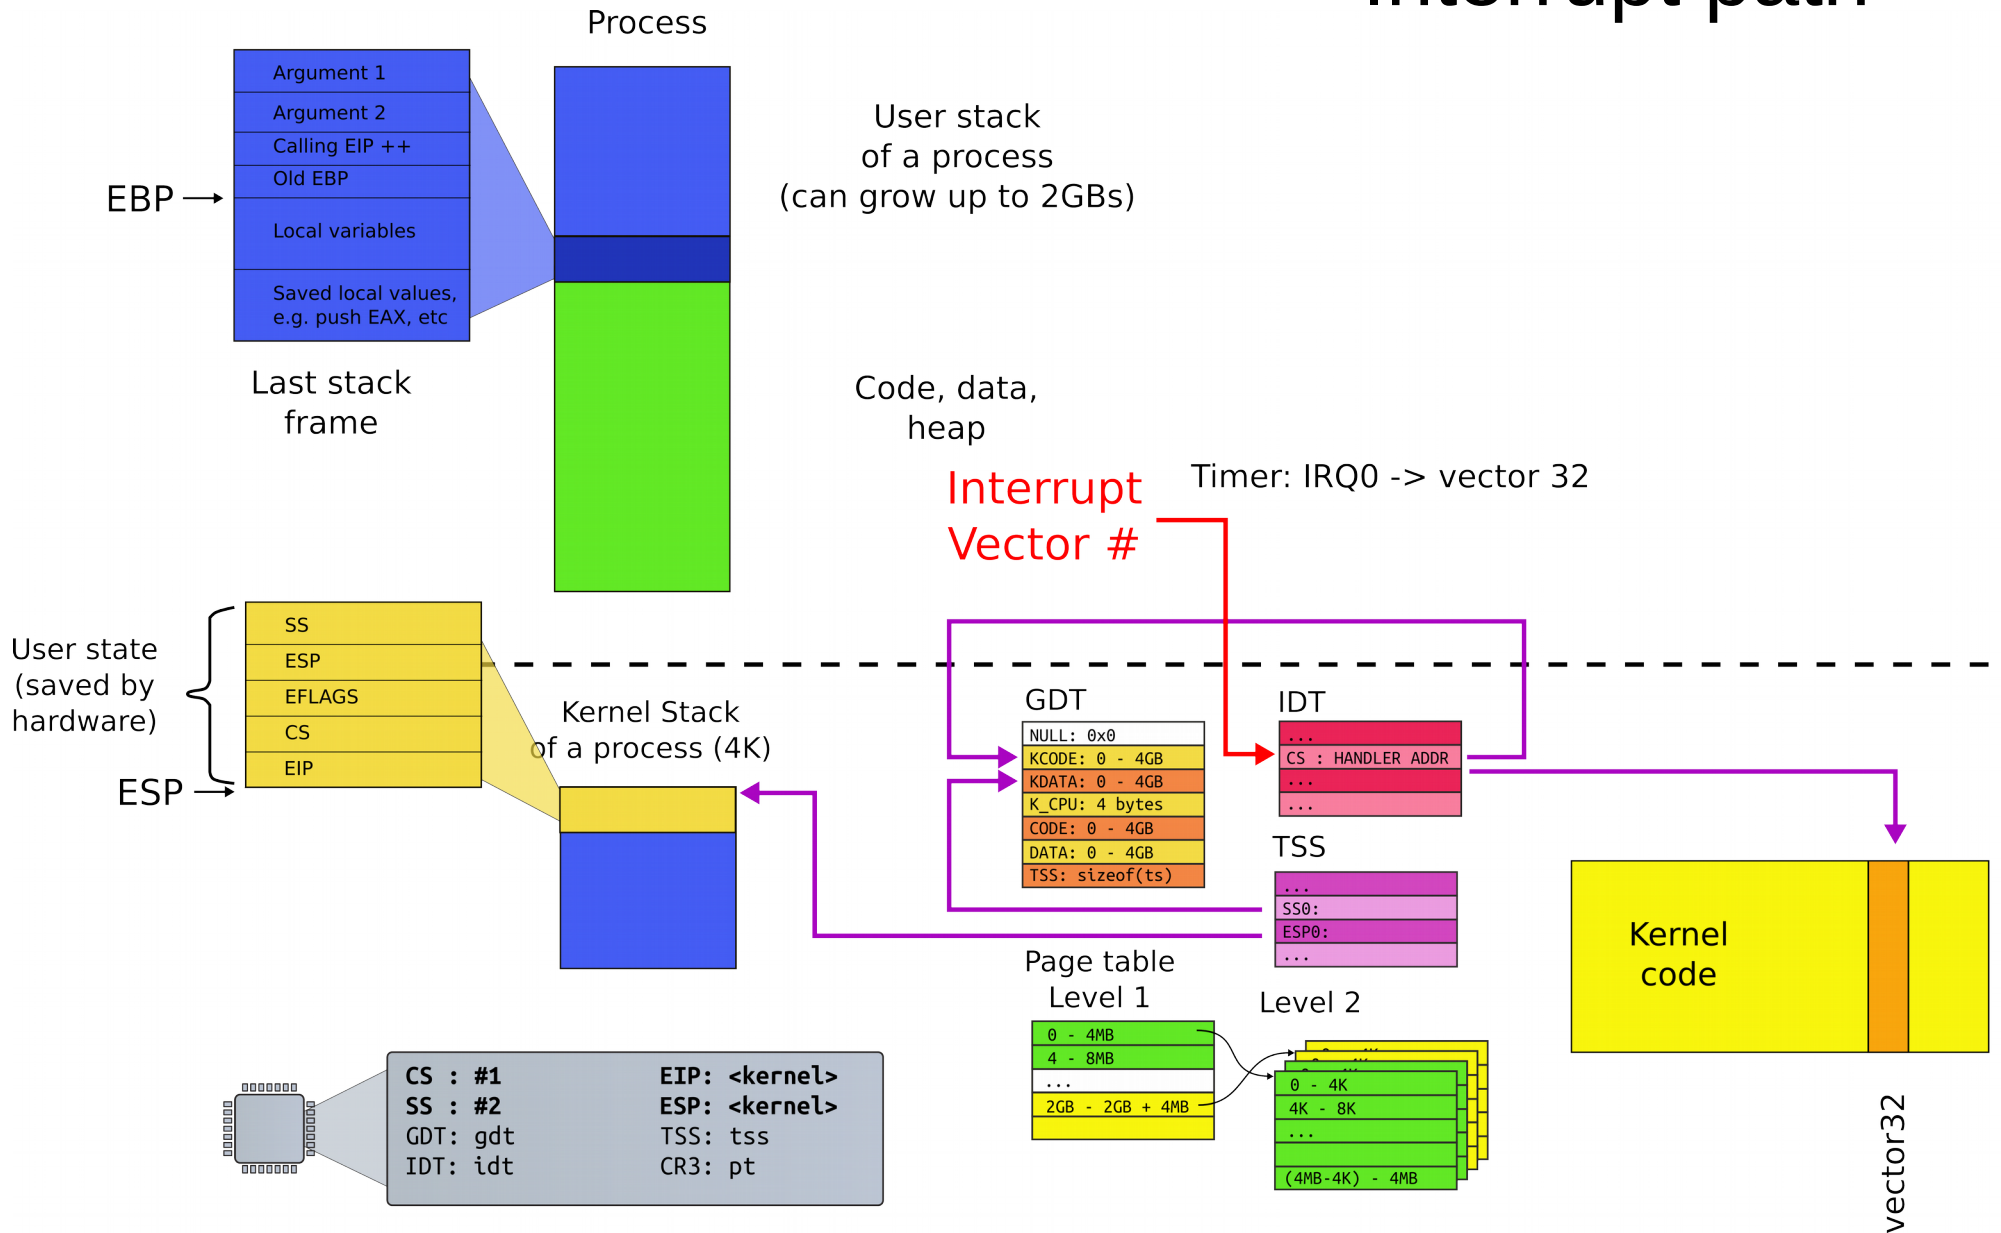 Interrupt path
Process
Argument 1
Argument 2
Calling EIP ++
Old EBP
Local variables
Saved local values,
e.g. push EAX, etc
EBP
Last stack
frame
User stack
of a process
(can grow up to 2GBs)
Code, data,
heap
Interrupt
Vector #
Timer: IRQ0 -> vector 32
User state
(saved by
hardware)
SS
ESP
EFLAGS
CS
EIP
ESP
Kernel Stack
of a process (4K)
GDT
NULL: 0x0
KCODE: 0 - 4GB
KDATA: 0 - 4GB
K_CPU: 4 bytes
CODE: 0 - 4GB
DATA: 0 - 4GB
TSS: sizeof(ts)
IDT
...
CS : HANDLER ADDR
...
...
TSS
...
SS0:
ESP0:
...
Kernel
code
vector32
Page table
Level 1
0 - 4MB
4 - 8MB
...
2GB - 2GB + 4MB
Level 2
0 - 4K
4K - 8K
...
(4MB-4K) - 4MB
CS : #1 EIP: <kernel>
SS : #2 ESP: <kernel>
GDT: gdt TSS: tss
IDT: idt CR3: pt